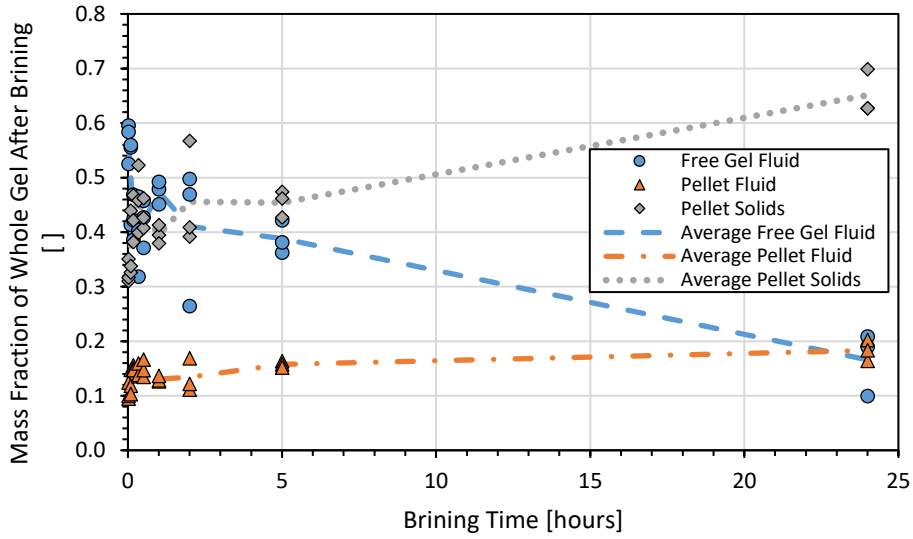 0.8
0.7
0.6
0.5
0.4
0.3
0.2
0.1
0.0
Mass Fraction of Whole Gel After Brining
[ ]
Free Gel Fluid
Pellet Fluid
Pellet Solids
Average Free Gel Fluid
Average Pellet Fluid
Average Pellet Solids
0 5 10 15 20 25
Brining Time [hours]